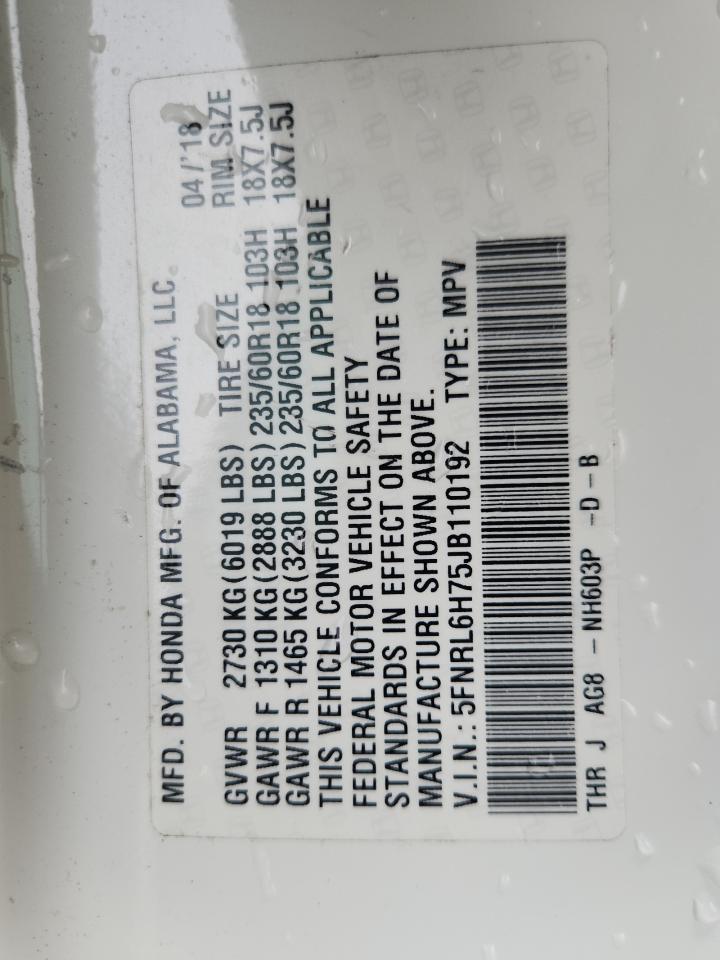 MFD. BY HONDA MFG. OF ALABAMA, LLC. 04/'18
GVWR 2730 KG(6019 LBS) TIRE SIZE RIM SIZE
GAWR F 1310 KG(2888 LBS) 235/60R18 103H 18X7.5J
GAWR R 1465 KG(3230 LBS) 235/60R18 103H 18X7.5J
THIS VEHICLE CONFORMS TO ALL APPLICABLE
FEDERAL MOTOR VEHICLE SAFETY
STANDARDS IN EFFECT ON THE DATE OF
MANUFACTURE SHOWN ABOVE.
V.I.N.: 5FNRL6H75JB110192 TYPE: MPV
THR J AG8 - NH603P -D-B